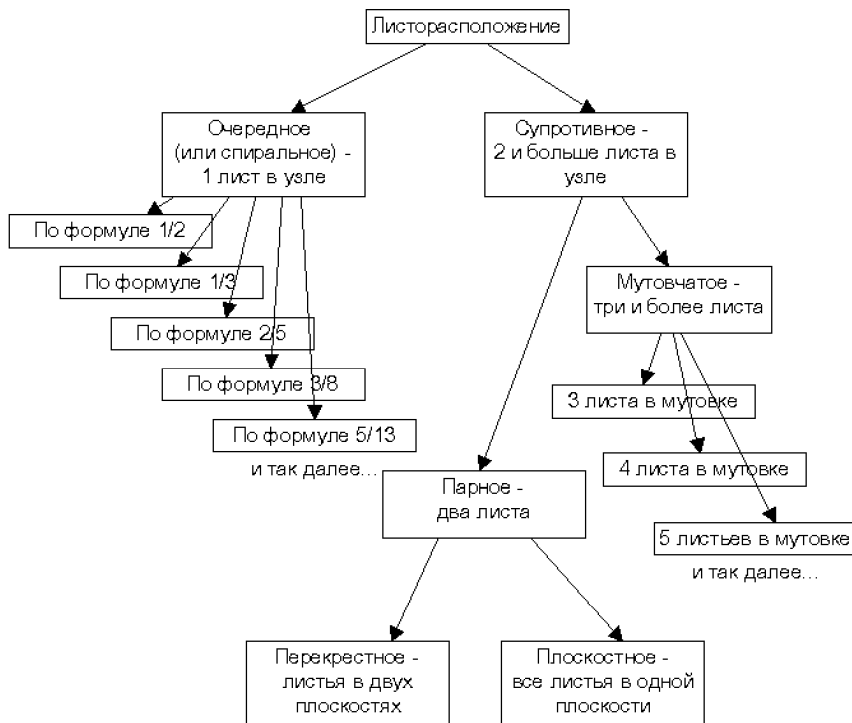 Листорасположение
Очередное
(или спиральное) -
1 лист в узле
Супротивное -
2 и больше листа в
узле
По формуле 1/2
По формуле 1/3
По формуле 2/5
По формуле 3/8
По формуле 5/13
и так далее...
Мутовчатое -
три и более листа
3 листа в мутовке
4 листа в мутовке
5 листьев в мутовке
и так далее...
Парное -
два листа
Перекрестное -
листья в двух
плоскостях
Плоскостное -
все листья в одной
плоскости